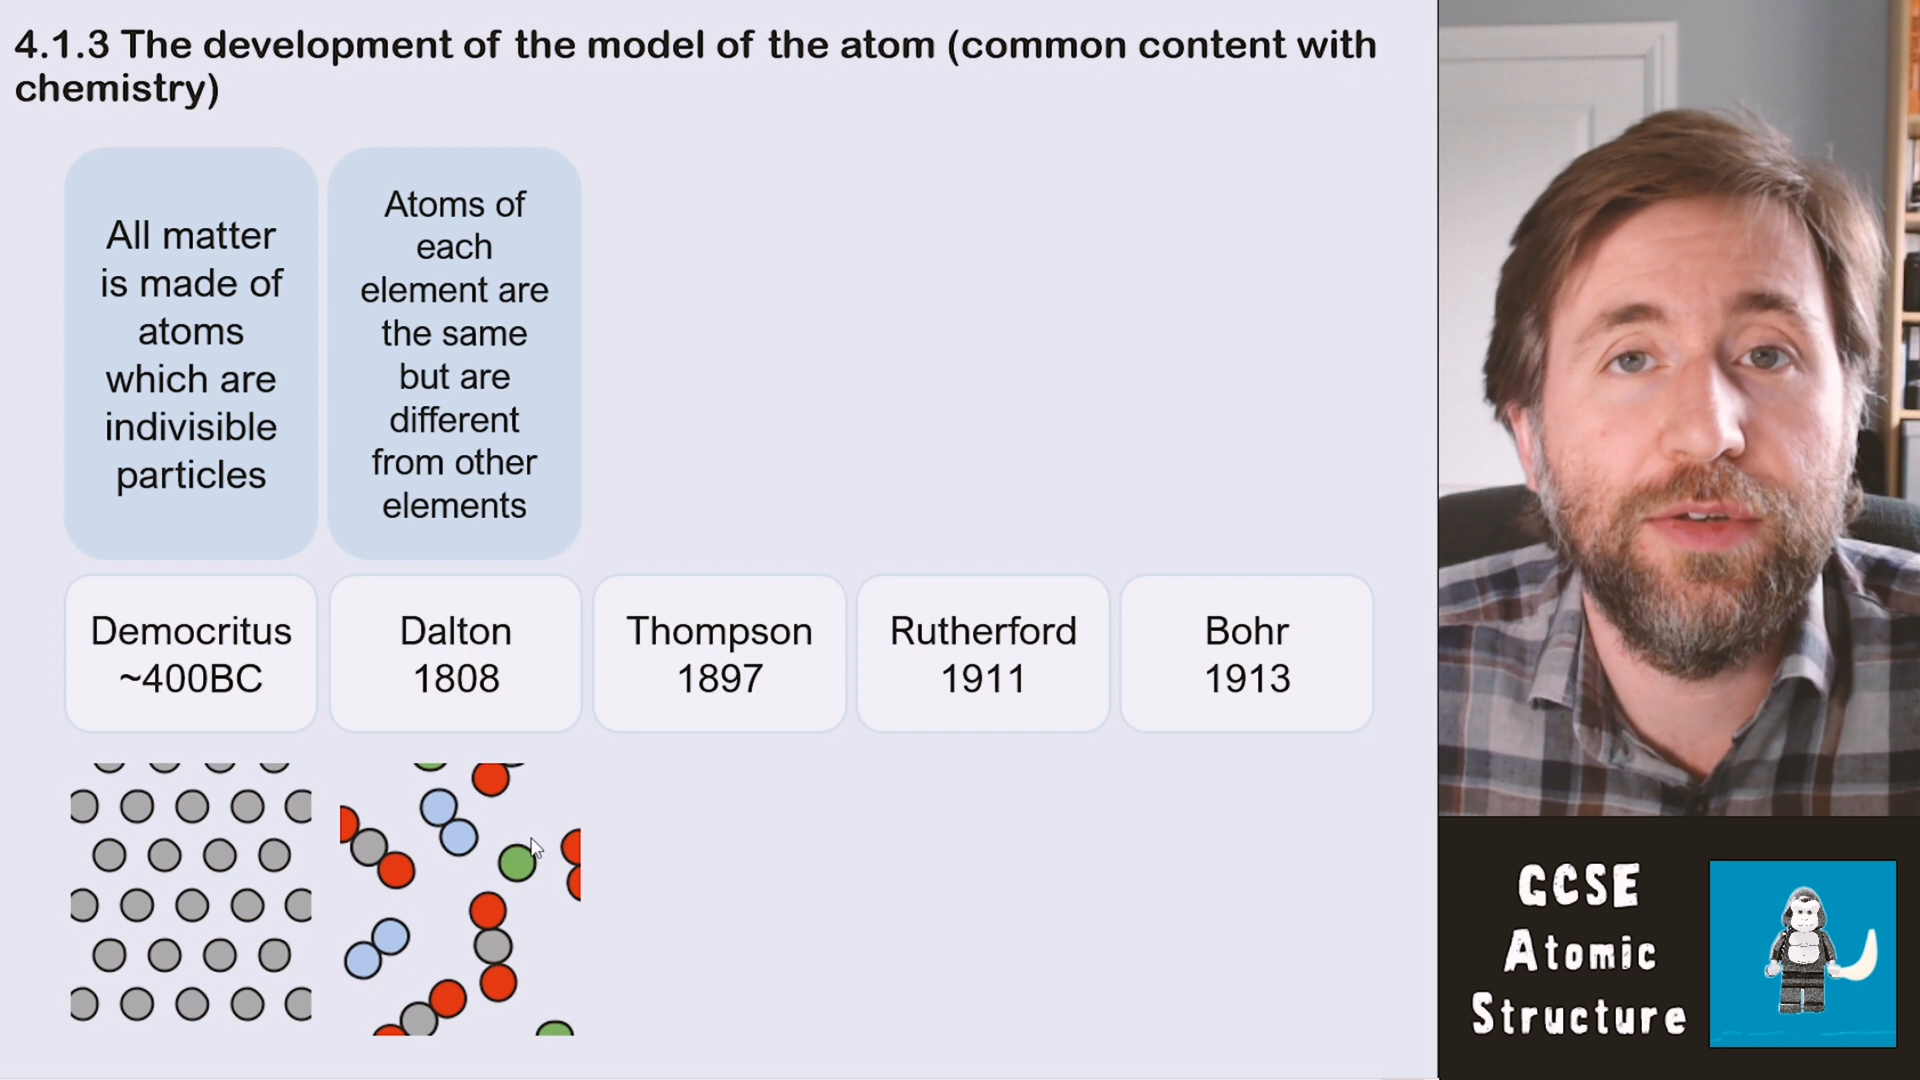 4.1.3 The development of the model of the atom (common content with
chemistry)
All matter
is made of
atoms
which are
indivisible
particles
Atoms of
each
element are
the same
but are
different
from other
elements
Democritus
~400BC
Dalton
1808
Thompson
1897
Rutherford
1911
Bohr
1913
GCSE
Atomic
Structure